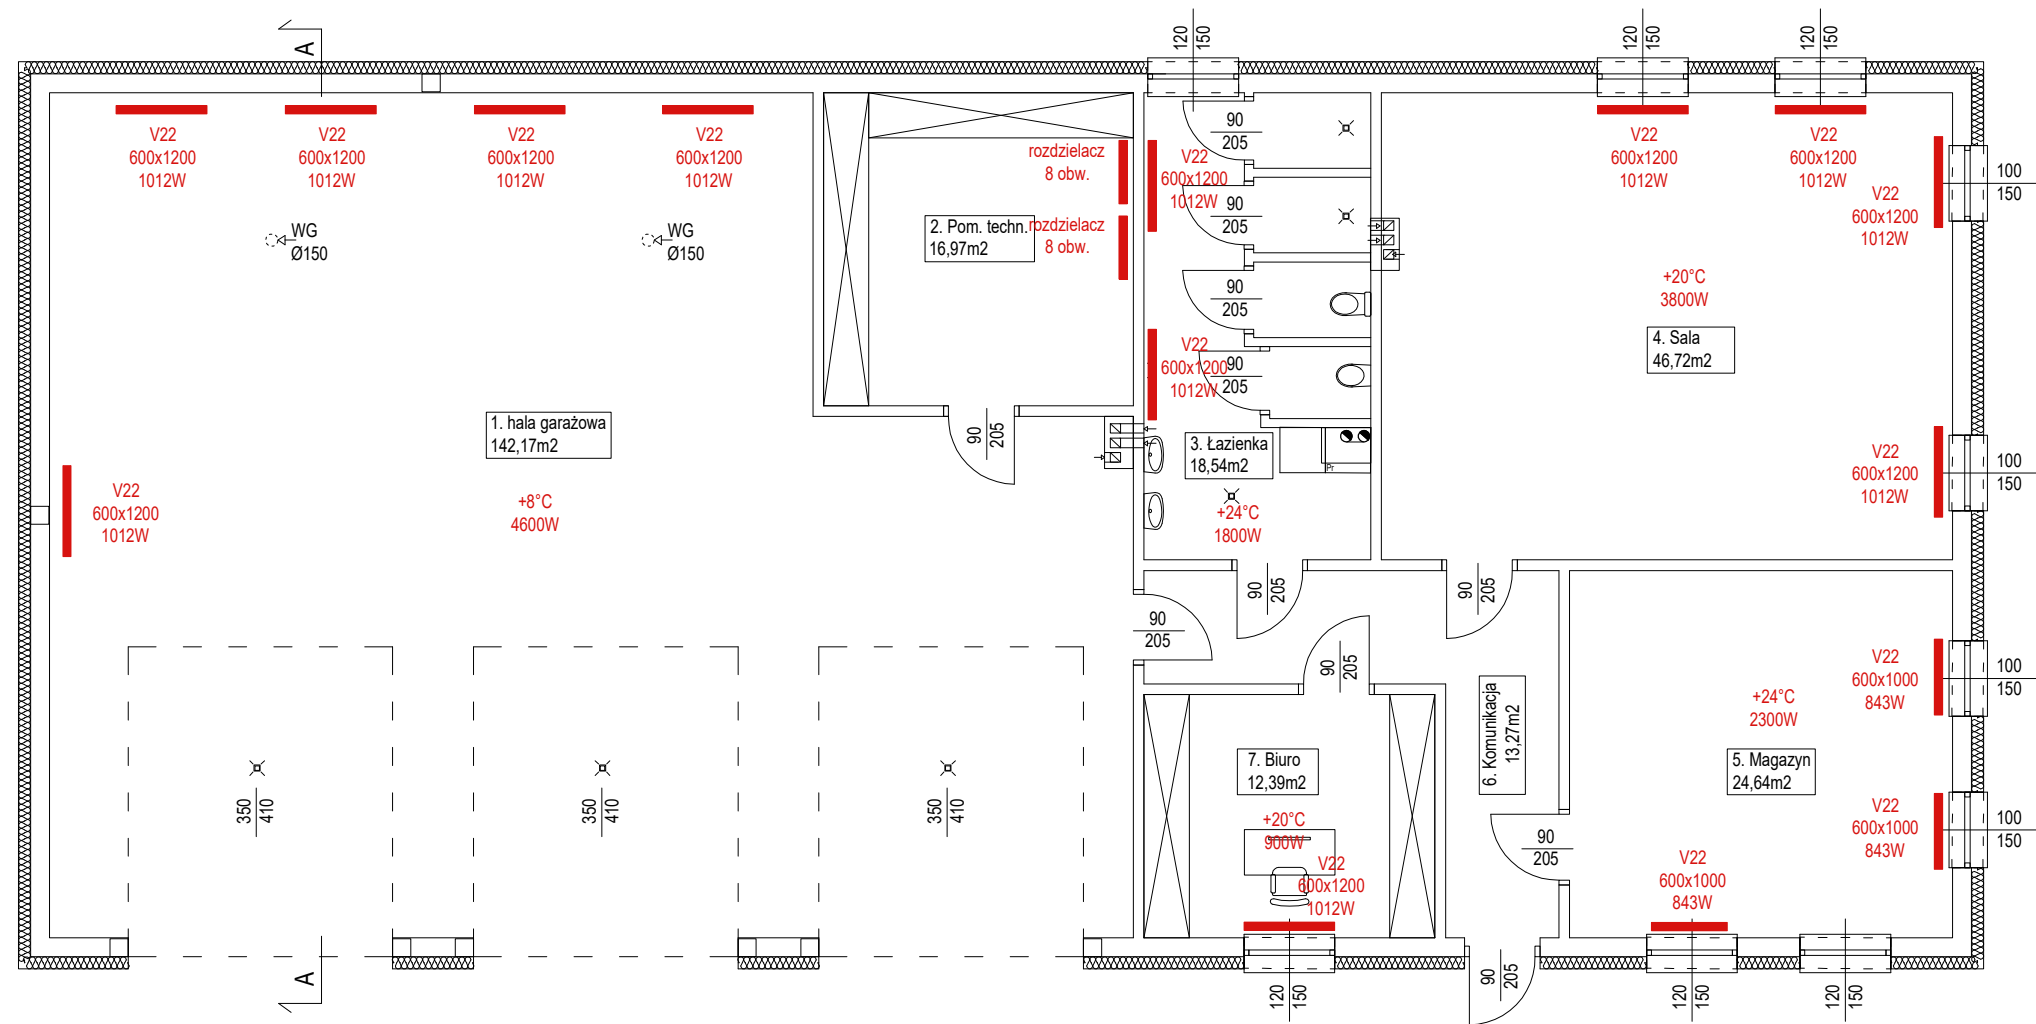 A
120
150
120
150
120
150
V22
600x1200
1012W
V22
600x1200
1012W
V22
600x1200
1012W
V22
600x1200
1012W
rozdzielacz
8 obw.
90
205
V22
600x1200
1012W
V22
600x1200
1012W
V22
600x1200
1012W
100
150
V22
600x1200
1012W
WG
Ø150
WG
Ø150
2. Pom. techn.
16,97m2
rozdzielacz
8 obw.
90
205
90
205
+20°C
3800W
4. Sala
46,72m2
V22
600x1200
1012W
90
205
1. hala garażowa
142,17m2
90
205
3. Łazienka
18,54m2
Pr
V22
600x1200
1012W
100
150
V22
600x1200
1012W
+8°C
4600W
+24°C
1800W
90
205
90
205
90
205
90
205
V22
600x1000
843W
100
150
+24°C
2300W
6. Komunikacja
13,27m2
7. Biuro
12,39m2
5. Magazyn
24,64m2
350
410
350
410
350
410
+20°C
900W
V22
600x1200
1012W
90
205
V22
600x1000
843W
V22
600x1000
843W
100
150
A
120
150
90
205
120
150
120
150